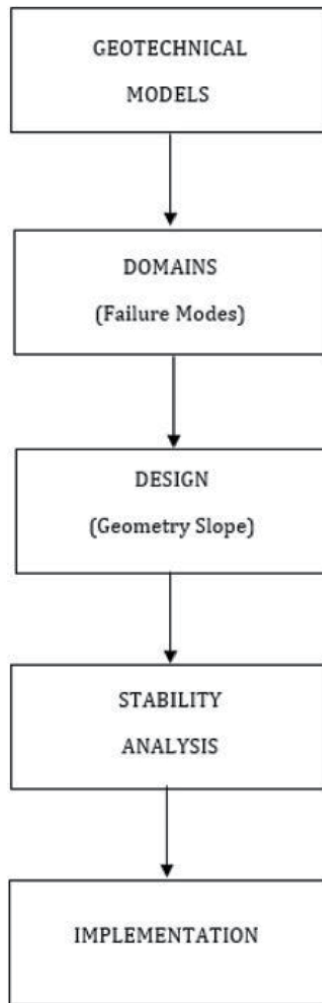 GEOTECHNICAL
MODELS
DOMAINS
(Failure Modes)
DESIGN
(Geometry Slope)
STABILITY
ANALYSIS
IMPLEMENTATION